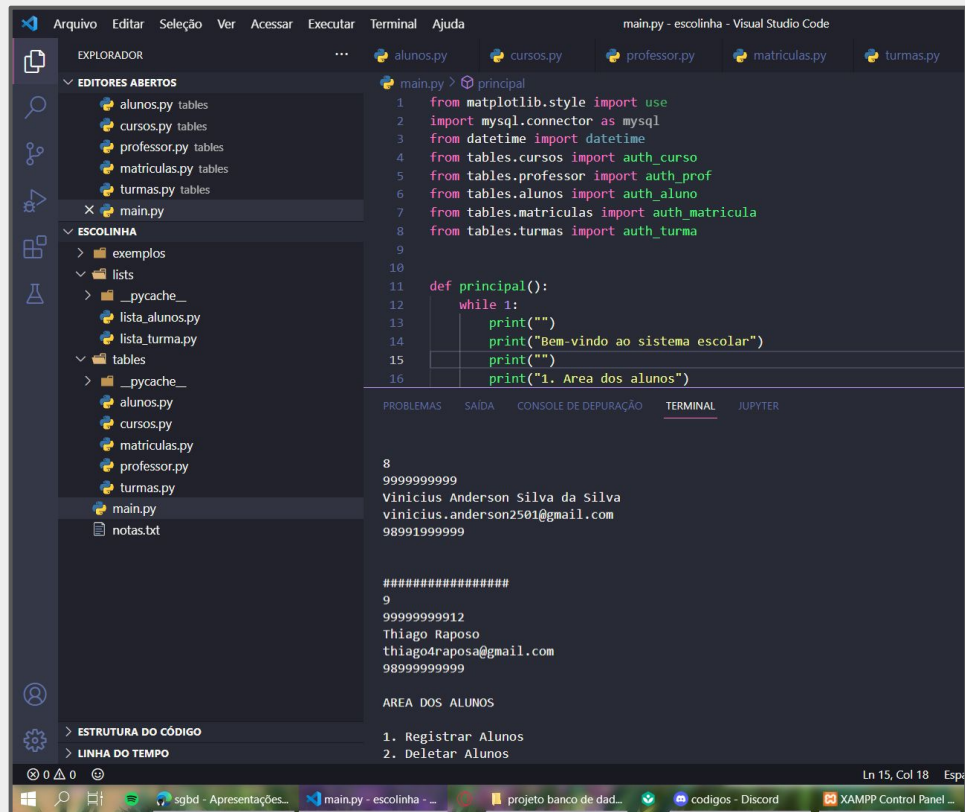 Arquivo Editar Seleção Ver Acessar Executar Terminal Ajuda main.py - escolinha - Visual Studio Code
EXPLORADOR ...
EDITORES ABERTOS
alunos.py tables
cursos.py tables
professor.py tables
matriculas.py tables
turmas.py tables
main.py
ESCOLINHA
exemplos
lists
__pycache__
lista_alunos.py
lista_turma.py
tables
__pycache__
alunos.py
cursos.py
matriculas.py
professor.py
turmas.py
main.py
notas.txt
ESTRUTURA DO CÓDIGO
LINHA DO TEMPO
alunos.py cursos.py professor.py matriculas.py turmas.py
main.py > principal
1 from matplotlib.style import use
2 import mysql.connector as mysql
3 from datetime import datetime
4 from tables.cursos import auth_curso
5 from tables.professor import auth_prof
6 from tables.alunos import auth_aluno
7 from tables.matriculas import auth_matricula
8 from tables.turmas import auth_turma
9
10
11 def principal():
12 while 1:
13 print("")
14 print("Bem-vindo ao sistema escolar")
15 print("")
16 print("1. Area dos alunos")
PROBLEMAS SAÍDA CONSOLE DE DEPURAÇÃO TERMINAL JUPYTER
8
9999999999
Vinicius Anderson Silva da Silva
vinicius.anderson2501@gmail.com
98991999999
#################
9
99999999912
Thiago Raposo
thiago4raposa@gmail.com
98999999999
AREA DOS ALUNOS
1. Registrar Alunos
2. Deletar Alunos
0 0 Ln 15, Col 18 Espa
sgbd - Apresentações... main.py - escolinha - ... projeto banco de dad... codigos - Discord XAMPP Control Panel ...